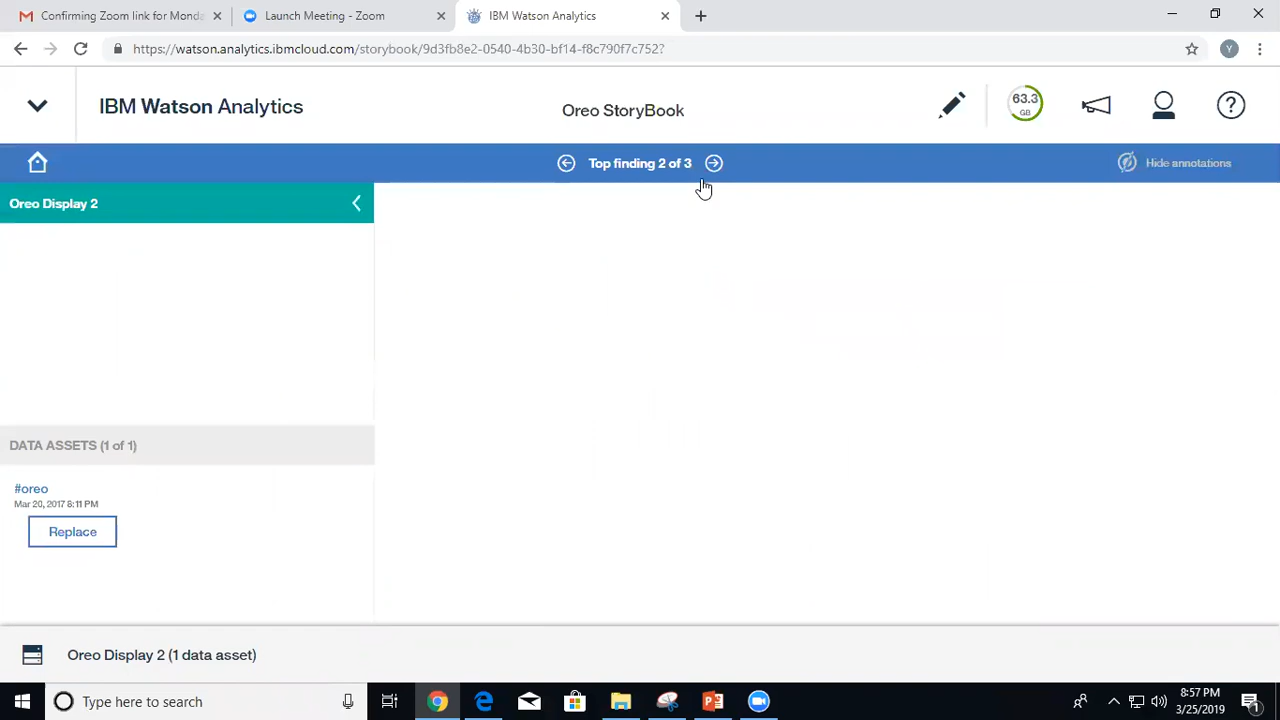 Confirming Zoom link for Monda
Launch Meeting - Zoom
IBM Watson Analytics
https://watson.analytics.ibmcloud.com/storybook/9d3fb8e2-0540-4b30-bf14-f8c790f7c752?
Y
IBM Watson Analytics
Oreo StoryBook
63.3
GB
?
Top finding 2 of 3
Hide annotations
Oreo Display 2
DATA ASSETS (1 of 1)
#oreo
Mar 20, 2017 8:11 PM
Replace
Oreo Display 2 (1 data asset)
Type here to search
8:57 PM
3/25/2019
1